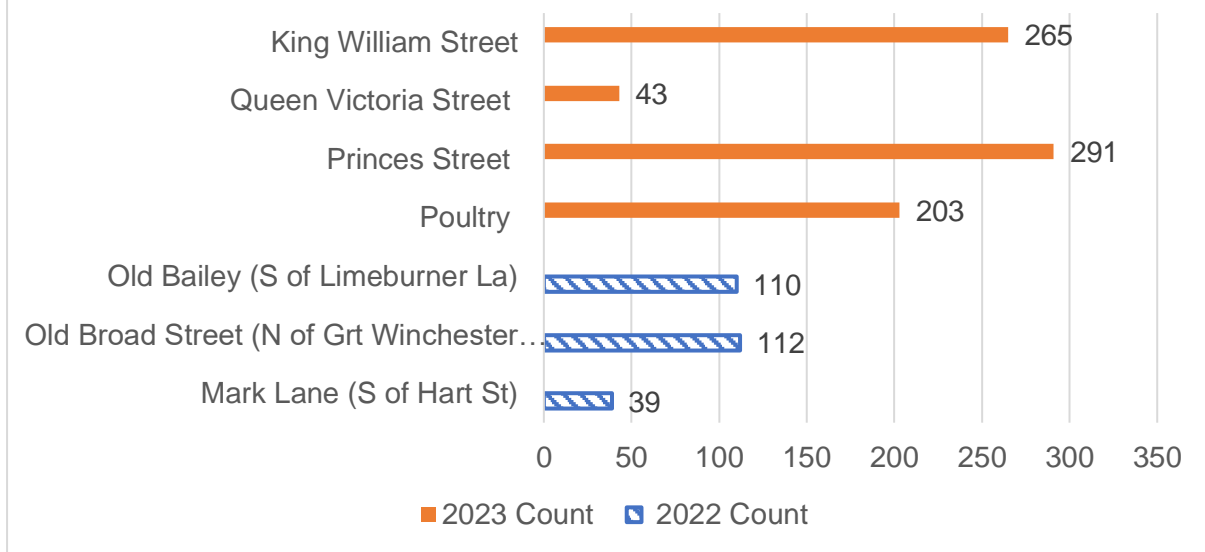 King William Street 265
Queen Victoria Street 43
Princes Street 291
Poultry 203
Old Bailey (S of Limeburner La) 110
Old Broad Street (N of Grt Winchester… 112
Mark Lane (S of Hart St) 39
0 50 100 150 200 250 300 350
2023 Count 2022 Count